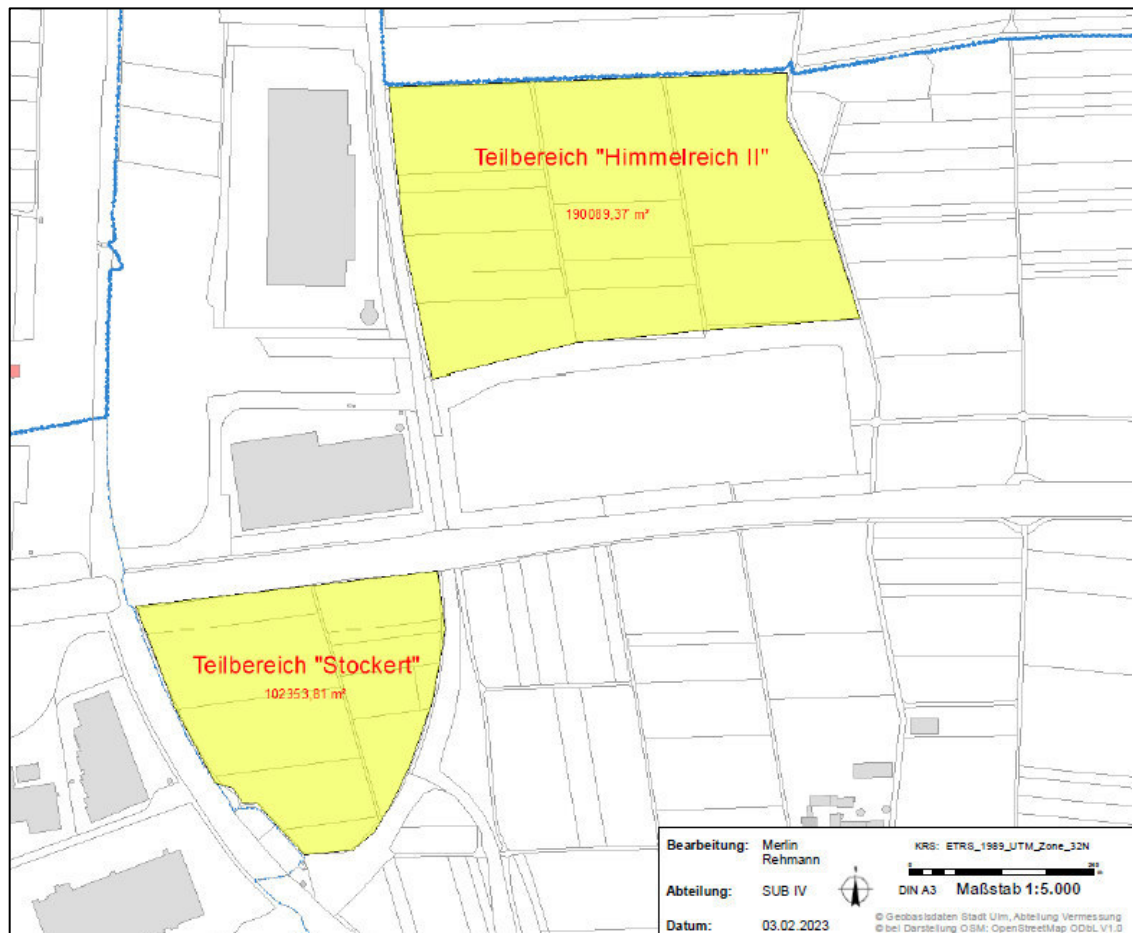 Teilbereich "Himmelreich II"
190089,37 m²
Teilbereich "Stockert"
102353,81 m²
Bearbeitung: Merlin Rehmann
KRS: ETRS_1989_UTM_Zone_32N
0
m
Abteilung: SUB IV
DIN A3 Maßstab 1:5.000
Datum: 03.02.2023
© Geobasisdaten Stadt Ulm, Abteilung Vermessung
© bei Darstellung OSM: OpenStreetMap ODbL V1.0